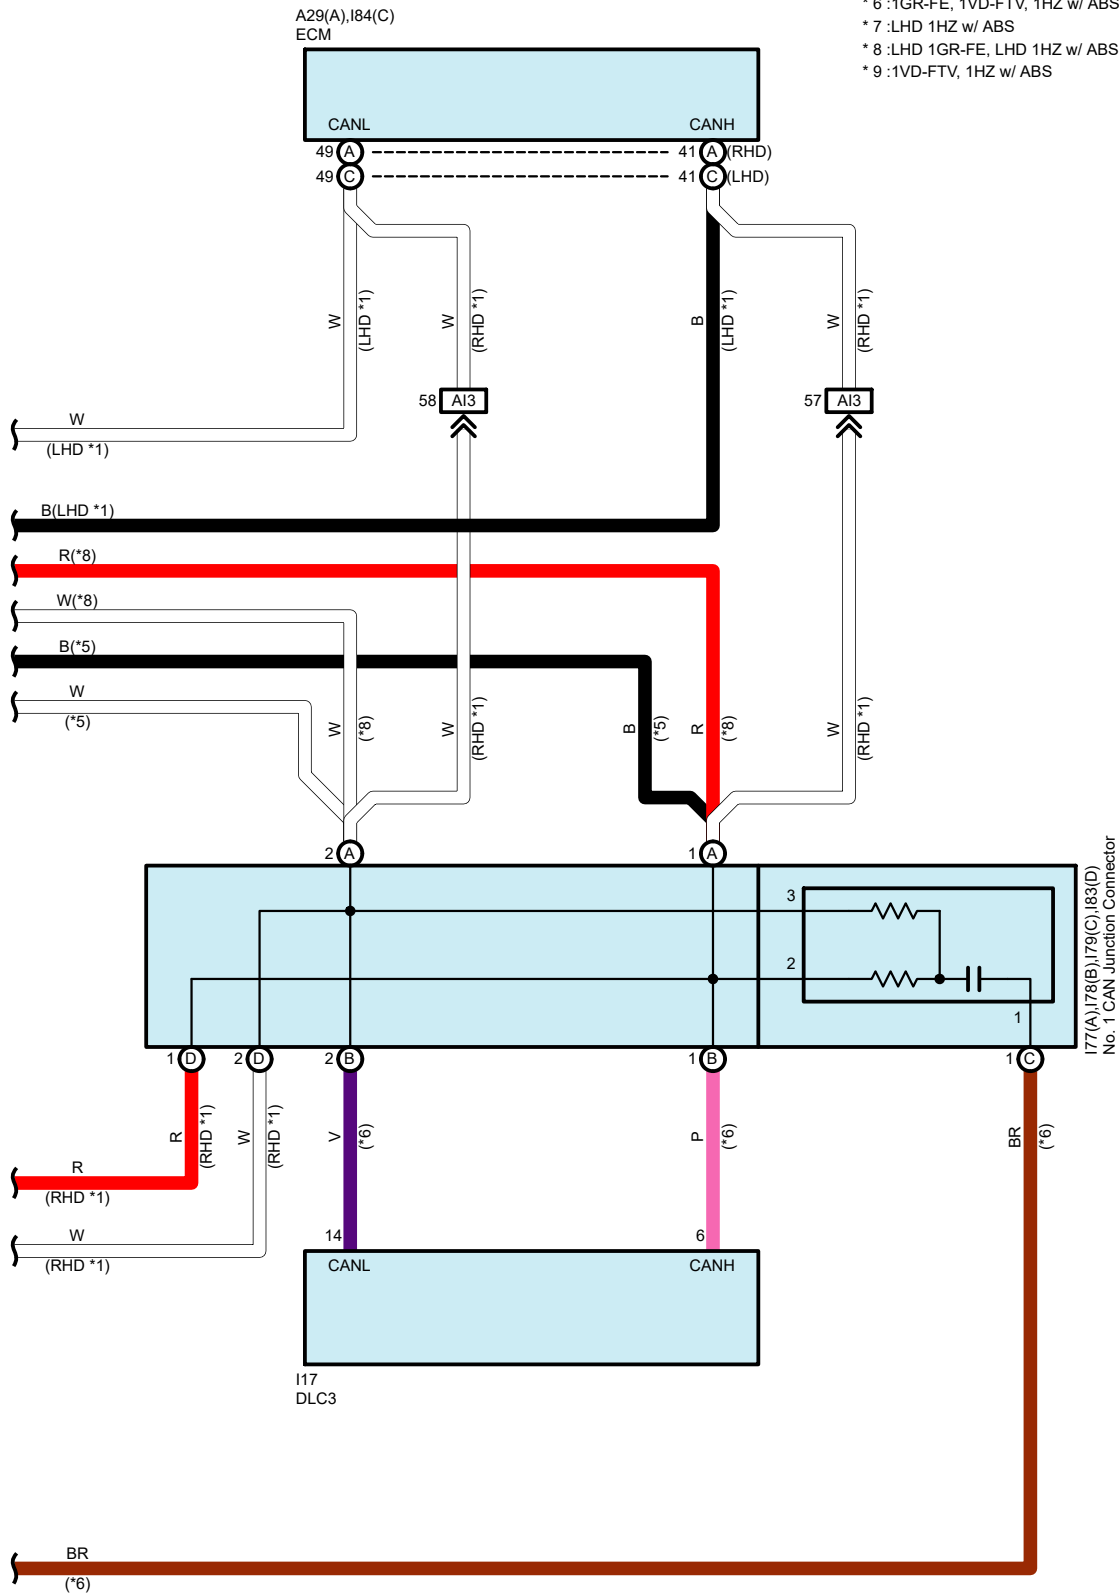 * 6 :1GR-FE, 1VD-FTV, 1HZ w/ ABS
* 7 :LHD 1HZ w/ ABS
* 8 :LHD 1GR-FE, LHD 1HZ w/ ABS
* 9 :1VD-FTV, 1HZ w/ ABS
A29(A),I84(C)
ECM
CANL
CANH
49 A
41 A (RHD)
49 C
41 C (LHD)
W
(LHD *1)
W
(RHD *1)
B
(LHD *1)
W
(RHD *1)
58 AI3
57 AI3
W
(LHD *1)
B(LHD *1)
R(*8)
W(*8)
B(*5)
W
(*5)
W
(*8)
W
(RHD *1)
B
(*5)
R
(*8)
W
(RHD *1)
2 A
1 A
3
2
1
I77(A),I78(B),I79(C),I83(D)
No. 1 CAN Junction Connector
1 D
2 D
2 B
1 B
1 C
R
(RHD *1)
W
(RHD *1)
V
(*6)
P
(*6)
BR
(*6)
R
(RHD *1)
W
(RHD *1)
14
6
CANL
CANH
I17
DLC3
BR
(*6)